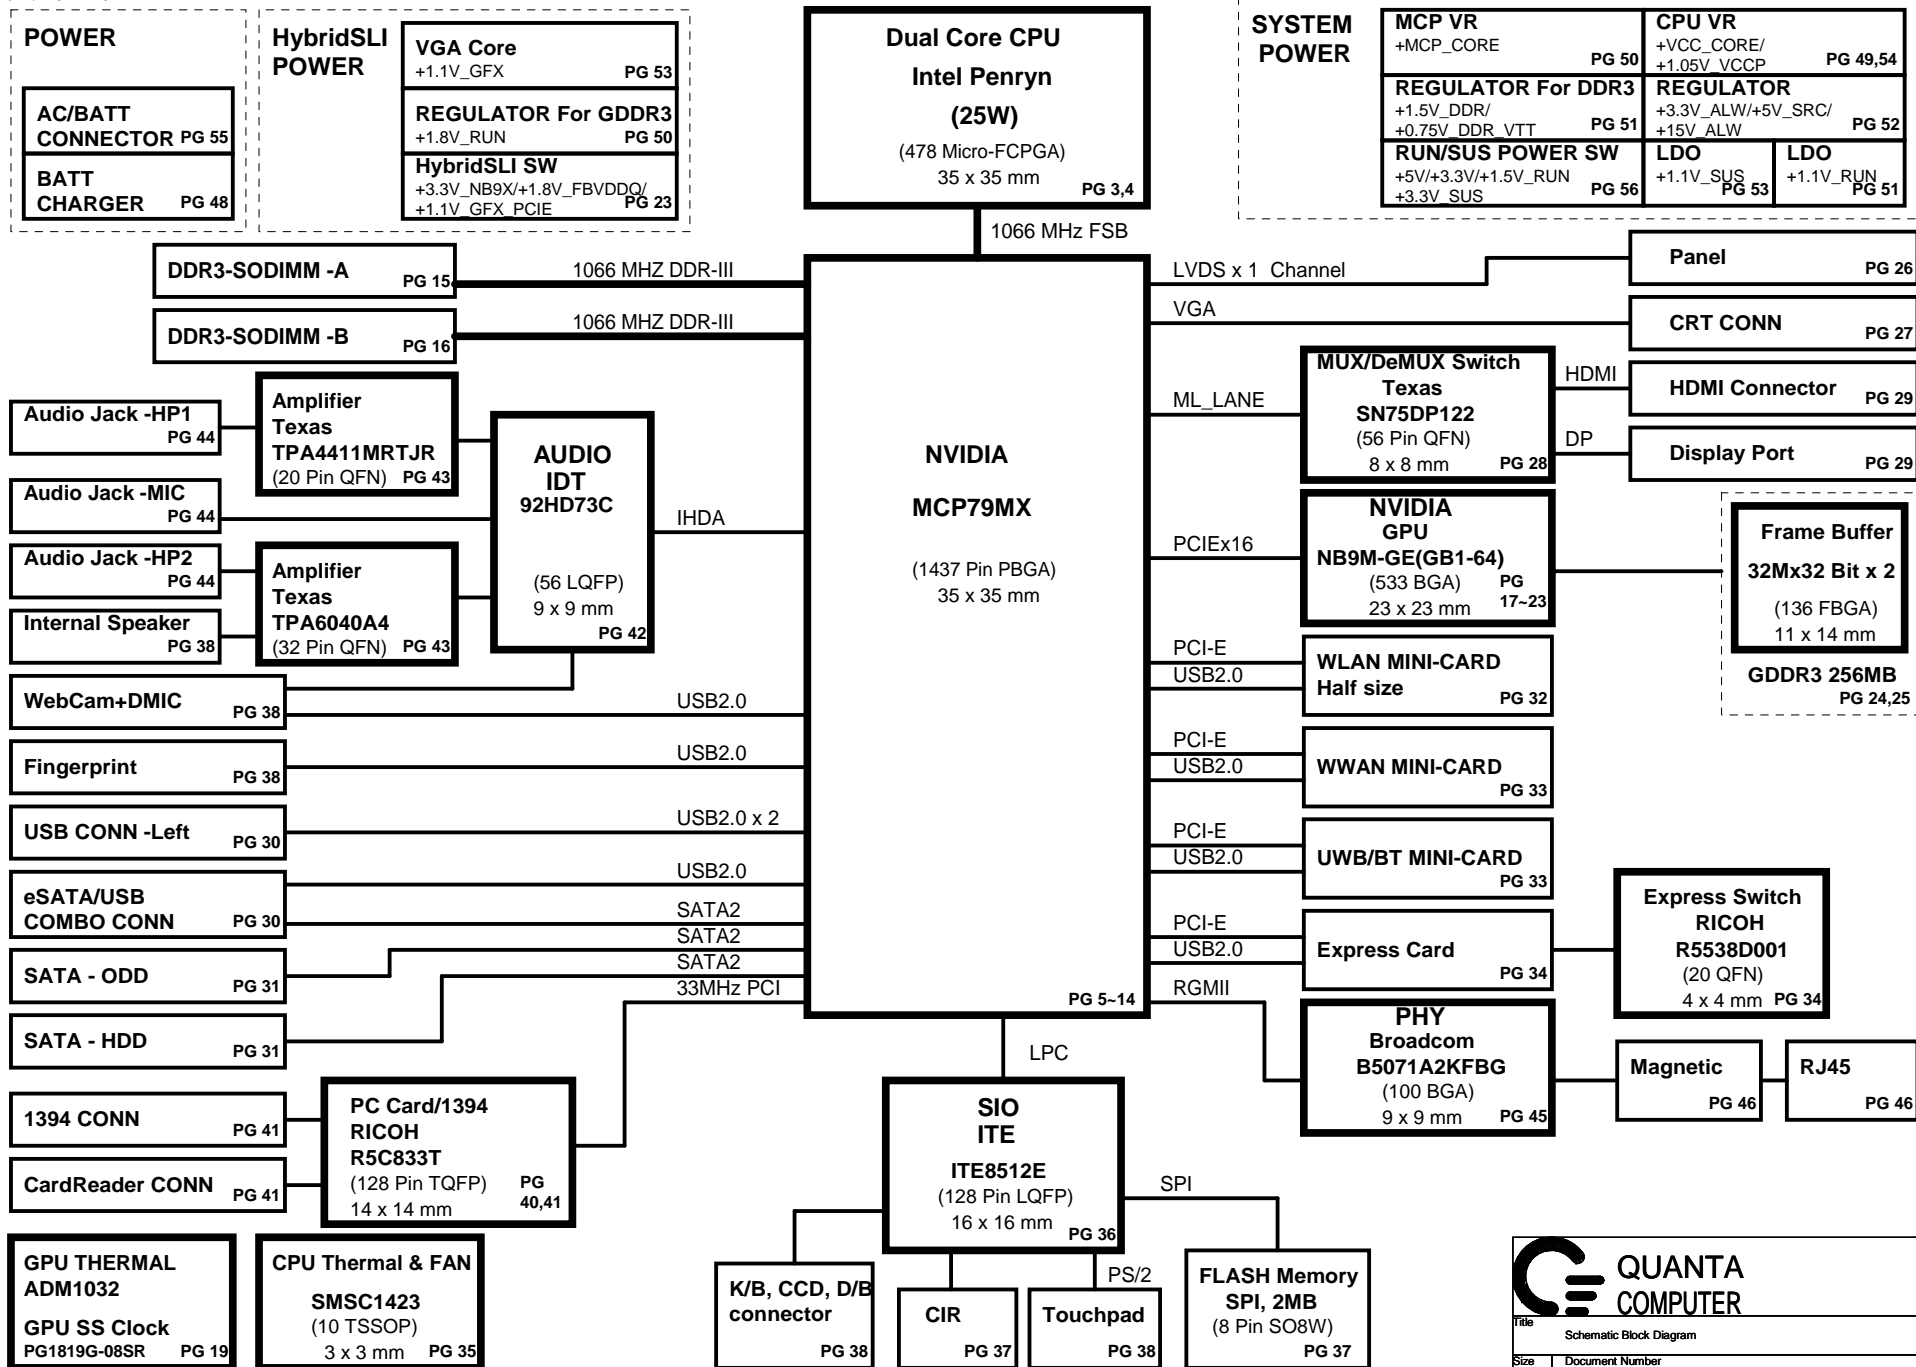 POWER
AC/BATT
CONNECTOR PG 55
BATT
CHARGER PG 48
HybridSLI
POWER
VGA Core
+1.1V_GFX PG 53
REGULATOR For GDDR3
+1.8V_RUN PG 50
HybridSLI SW
+3.3V_NB9X/+1.8V_FBVDDQ/
+1.1V_GFX_PCIE PG 23
Dual Core CPU
Intel Penryn
(25W)
(478 Micro-FCPGA)
35 x 35 mm PG 3,4
SYSTEM
POWER
MCP VR
+MCP_CORE
PG 50
CPU VR
+VCC_CORE/
+1.05V_VCCP PG 49,54
REGULATOR For DDR3
+1.5V_DDR/
+0.75V_DDR_VTT PG 51
REGULATOR
+3.3V_ALW/+5V_SRC/
+15V_ALW PG 52
RUN/SUS POWER SW
+5V/+3.3V/+1.5V_RUN
+3.3V_SUS PG 56
LDO
+1.1V_SUS
PG 53
LDO
+1.1V_RUN
PG 51
1066 MHz FSB
DDR3-SODIMM -A
PG 15
1066 MHZ DDR-III
DDR3-SODIMM -B
PG 16
1066 MHZ DDR-III
Audio Jack -HP1
PG 44
Amplifier
Texas
TPA4411MRTJR
(20 Pin QFN) PG 43
Audio Jack -MIC
PG 44
Audio Jack -HP2
PG 44
Amplifier
Texas
TPA6040A4
(32 Pin QFN) PG 43
Internal Speaker
PG 38
AUDIO
IDT
92HD73C
(56 LQFP)
9 x 9 mm
PG 42
IHDA
WebCam+DMIC
PG 38
USB2.0
Fingerprint
PG 38
USB2.0
USB CONN -Left
PG 30
USB2.0 x 2
eSATA/USB
COMBO CONN PG 30
USB2.0
SATA2
SATA - ODD
PG 31
SATA2
SATA - HDD
PG 31
SATA2
33MHz PCI
1394 CONN
PG 41
CardReader CONN PG 41
PC Card/1394
RICOH
R5C833T
(128 Pin TQFP)
14 x 14 mm
PG
40,41
GPU THERMAL
ADM1032
GPU SS Clock
PG1819G-08SR PG 19
CPU Thermal & FAN
SMSC1423
(10 TSSOP)
3 x 3 mm PG 35
NVIDIA
MCP79MX
(1437 Pin PBGA)
35 x 35 mm
PG 5~14
LPC
SIO
ITE
ITE8512E
(128 Pin LQFP)
16 x 16 mm
PG 36
K/B, CCD, D/B
connector
PG 38
CIR
PG 37
PS/2
Touchpad
PG 38
SPI
FLASH Memory
SPI, 2MB
(8 Pin SO8W)
PG 37
LVDS x 1 Channel
Panel
PG 26
VGA
CRT CONN
PG 27
ML_LANE
MUX/DeMUX Switch
Texas
SN75DP122
(56 Pin QFN)
8 x 8 mm PG 28
HDMI
HDMI Connector
PG 29
DP
Display Port
PG 29
PCIEx16
NVIDIA
GPU
NB9M-GE(GB1-64)
(533 BGA)
23 x 23 mm
PG
17~23
Frame Buffer
32Mx32 Bit x 2
(136 FBGA)
11 x 14 mm
GDDR3 256MB
PG 24,25
PCI-E
USB2.0
WLAN MINI-CARD
Half size
PG 32
PCI-E
USB2.0
WWAN MINI-CARD
PG 33
PCI-E
USB2.0
UWB/BT MINI-CARD
PG 33
PCI-E
USB2.0
Express Card
PG 34
Express Switch
RICOH
R5538D001
(20 QFN)
4 x 4 mm PG 34
RGMII
PHY
Broadcom
B5071A2KFBG
(100 BGA)
9 x 9 mm PG 45
Magnetic
PG 46
RJ45
PG 46
QUANTA
COMPUTER
Title
Schematic Block Diagram
Size Document Number